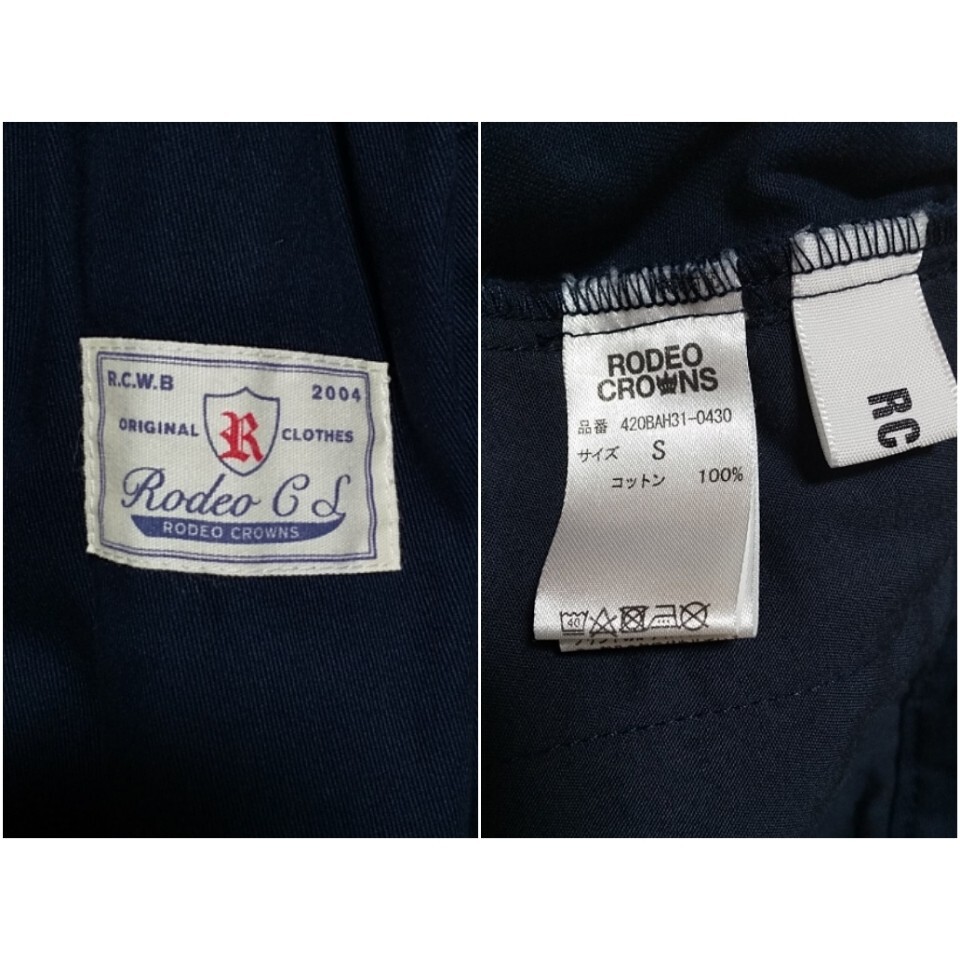 R.C.W.B 2004
ORIGINAL R CLOTHES
Rodeo C L
RODEO CROWNS
RODEO
CROWNS
品番 420BAH31-0430
サイズ S
コットン 100%
40
RC